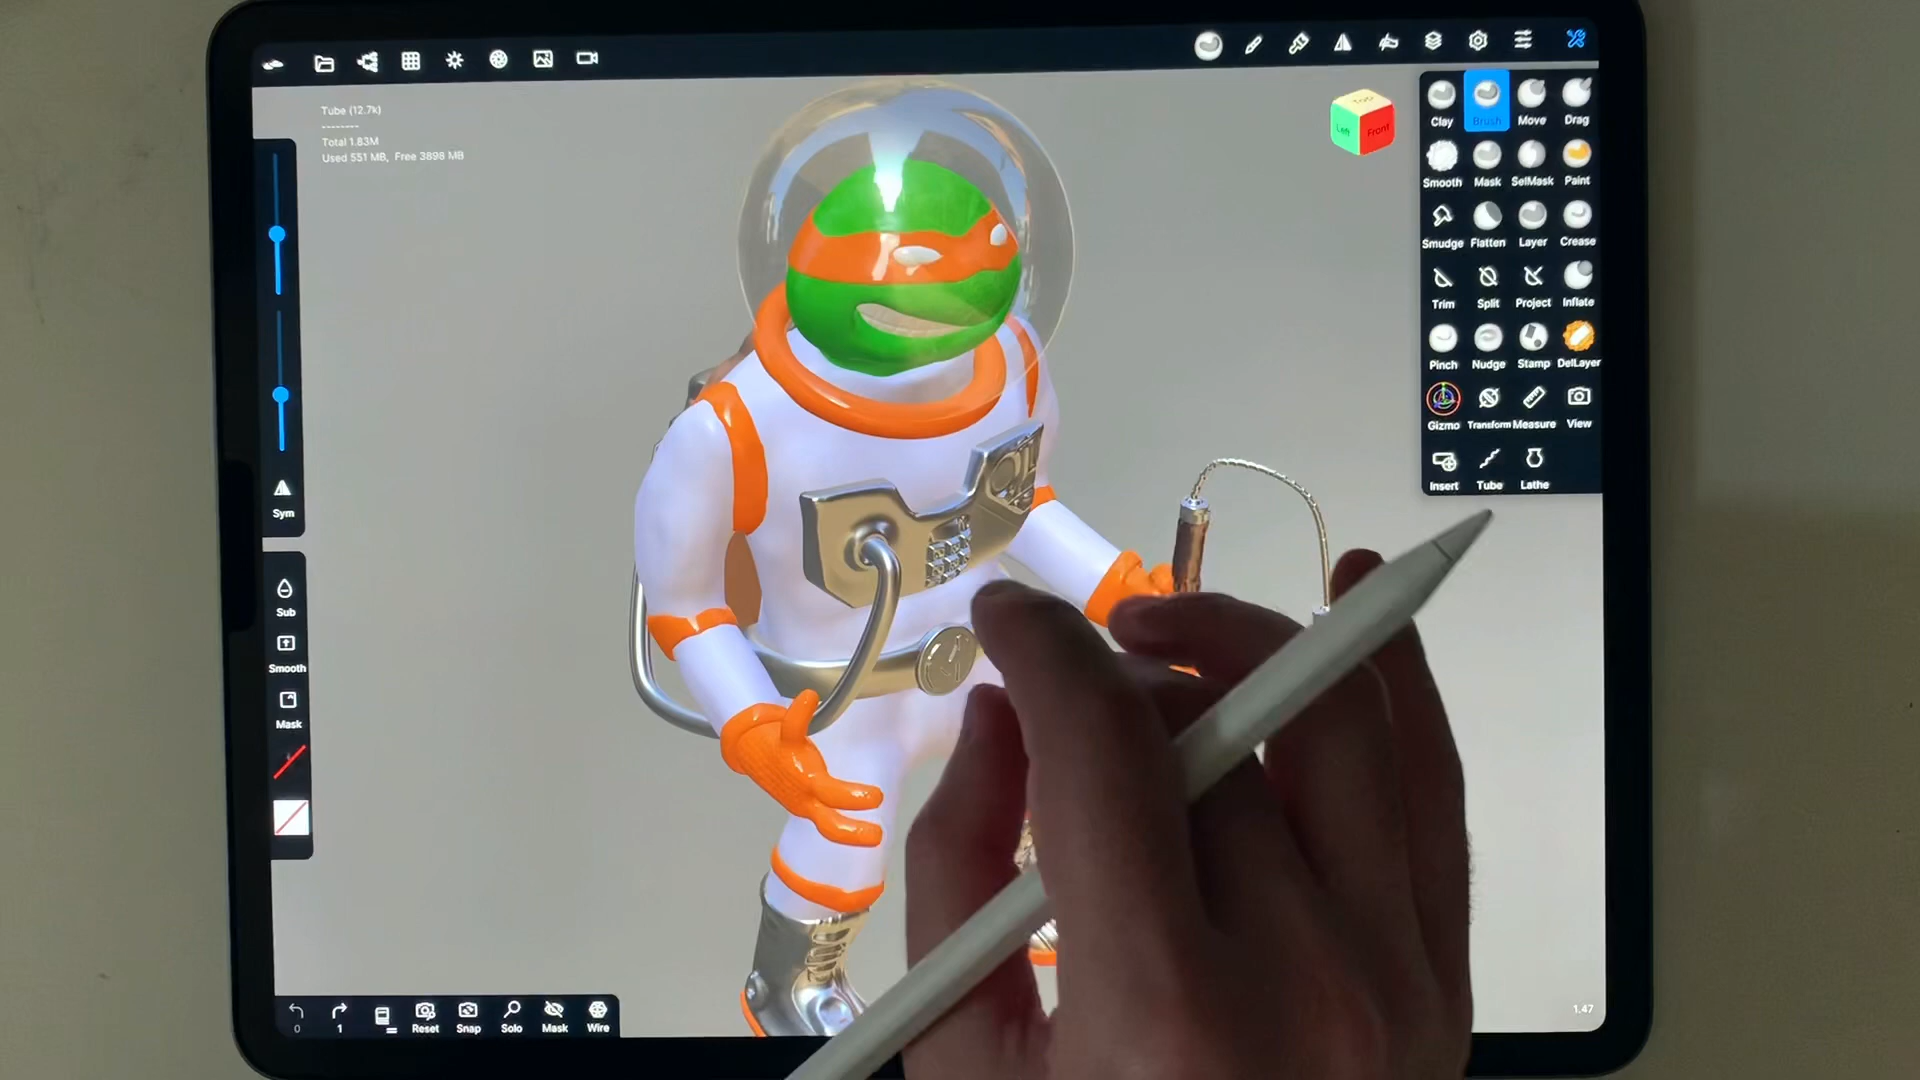 Tube (12.7k)
--------
Total 1.83M
Used 551 MB, Free 3898 MB
TOP
Left Front
Clay Brush Move Drag
Smooth Mask SelMask Paint
Smudge Flatten Layer Crease
Trim Split Project Inflate
Pinch Nudge Stamp DelLayer
Gizmo Transform Measure View
Insert Tube Lathe
Sym
Sub
Smooth
Mask
0 1 Reset Snap Solo Mask Wire
1.47